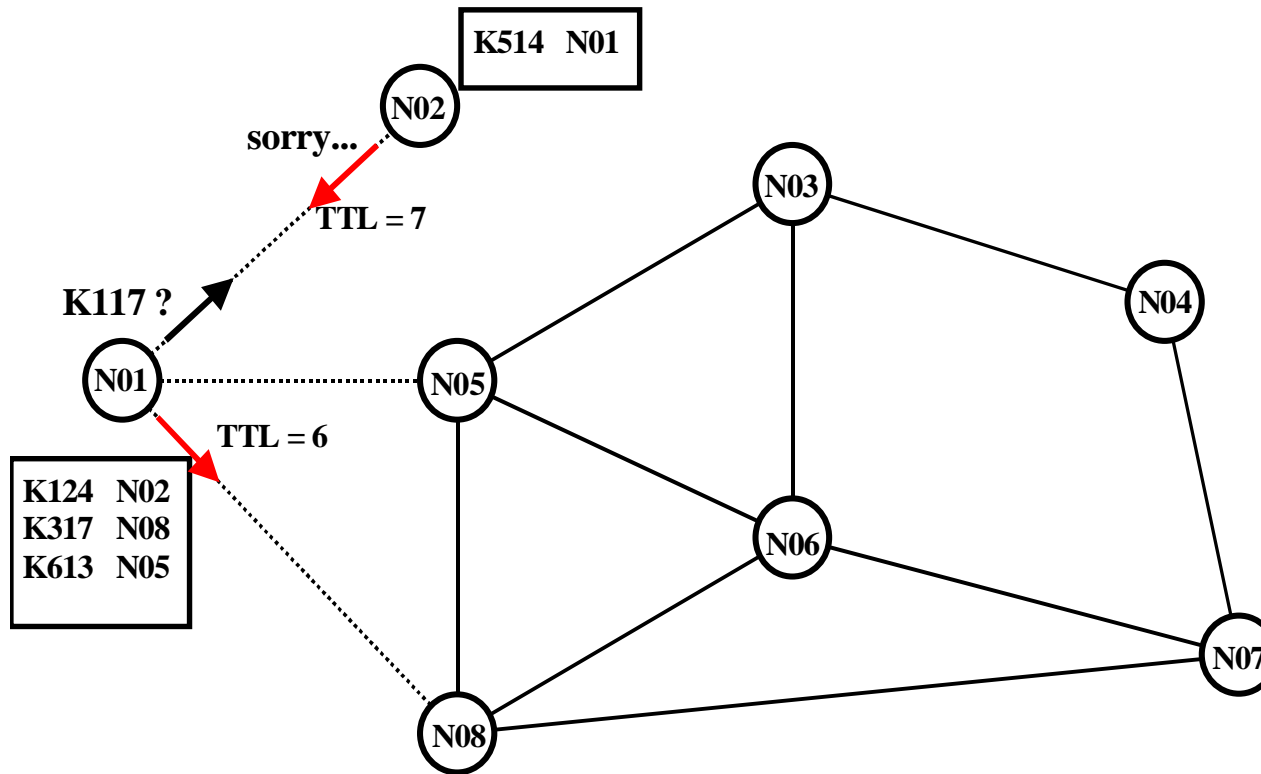 K514 N01
N02
sorry...
N03
TTL = 7
K117 ?
N04
N01
N05
TTL = 6
K124 N02
K317 N08
K613 N05
N06
N07
N08